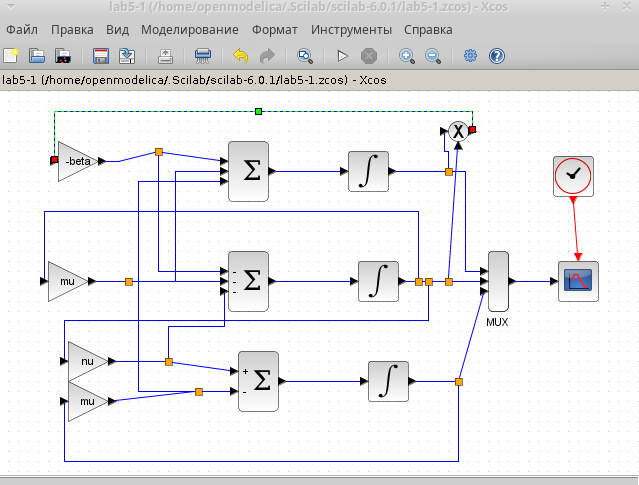 lab5-1 (/home/openmodelica/.Scilab/scilab-6.0.1/lab5-1.zcos) - Xcos
Файл Правка Вид Моделирование Формат Инструменты Справка
lab5-1 (/home/openmodelica/.Scilab/scilab-6.0.1/lab5-1.zcos) - Xcos
X
-beta
Σ
∫
mu
-
-
-
Σ
∫
MUX
nu
mu
+
-
Σ
∫